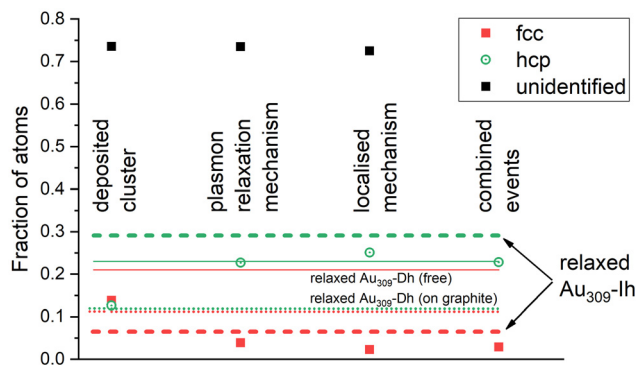 0.8
0.7
0.6
0.5
0.4
0.3
0.2
0.1
0.0
Fraction of atoms
fcc
hcp
unidentified
deposited
cluster
plasmon
relaxation
mechanism
localised
mechanism
combined
events
relaxed Au309-Dh (free)
relaxed Au309-Dh (on graphite)
relaxed
Au309-Ih